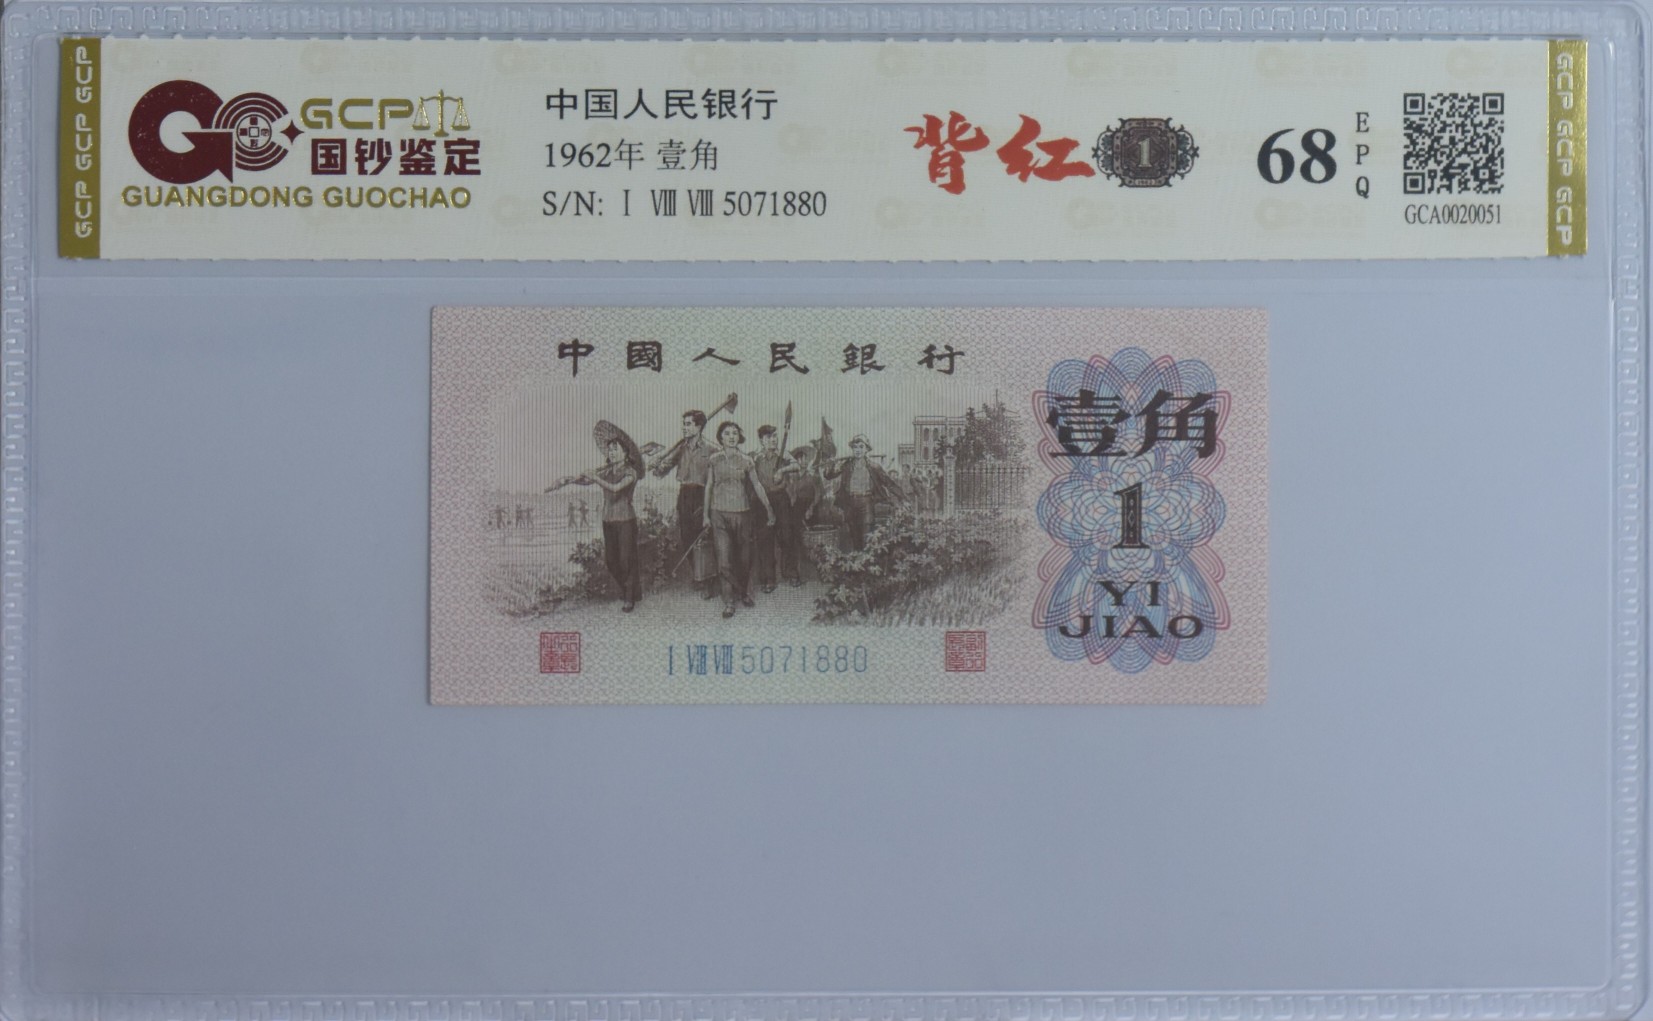 GCP GCP GCP
GCP
国钞鉴定
GUANGDONG GUOCHAO
中国人民银行
1962年 壹角
S/N: Ⅰ Ⅷ Ⅷ 5071880
背红
1
68
EPQ
GCA0020051
GCP GCP GCP
中國人民銀行
壹角
1
YI
JIAO
Ⅰ Ⅷ Ⅷ 5071880